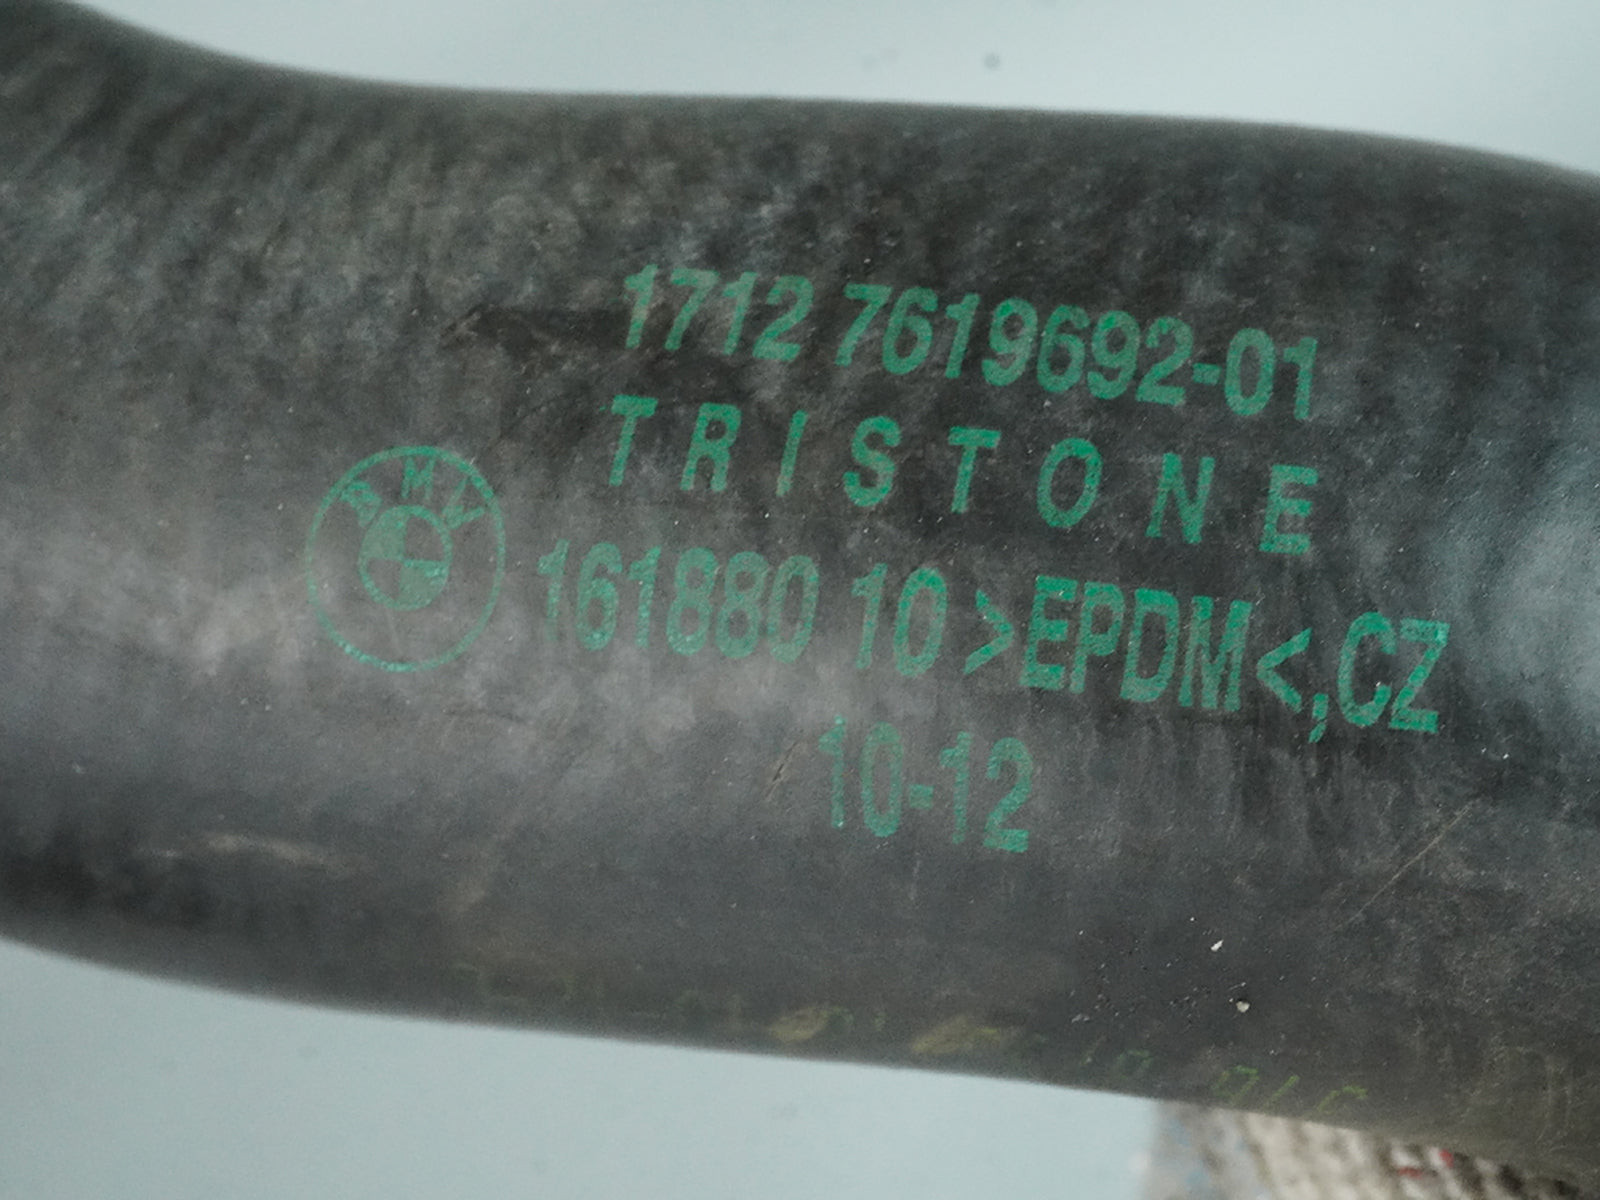 1712 7619692-01
TRISTONE
BMW
161880 10 >EPDM<,CZ
10-12